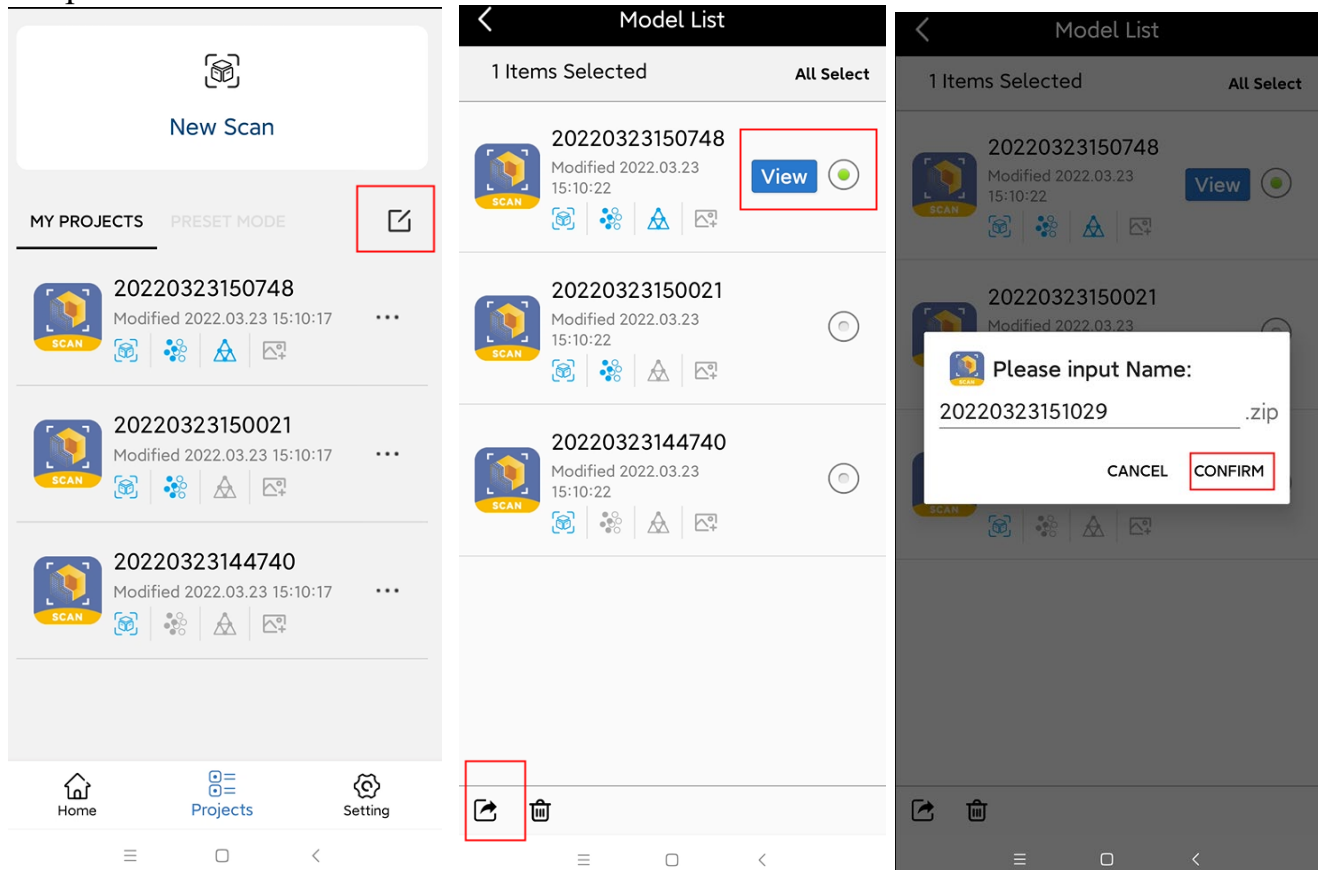 New Scan
MY PROJECTS PRESET MODE
20220323150748
Modified 2022.03.23 15:10:17
SCAN
20220323150021
Modified 2022.03.23 15:10:17
SCAN
20220323144740
Modified 2022.03.23 15:10:17
SCAN
Home Projects Setting
Model List
1 Items Selected All Select
20220323150748
Modified 2022.03.23
15:10:22
View
SCAN
20220323150021
Modified 2022.03.23
15:10:22
SCAN
20220323144740
Modified 2022.03.23
15:10:22
SCAN
Model List
1 Items Selected All Select
20220323150748
Modified 2022.03.23
15:10:22
View
SCAN
20220323150021
Modified 2022.03.23
Please input Name:
20220323151029 .zip
CANCEL CONFIRM
SCAN